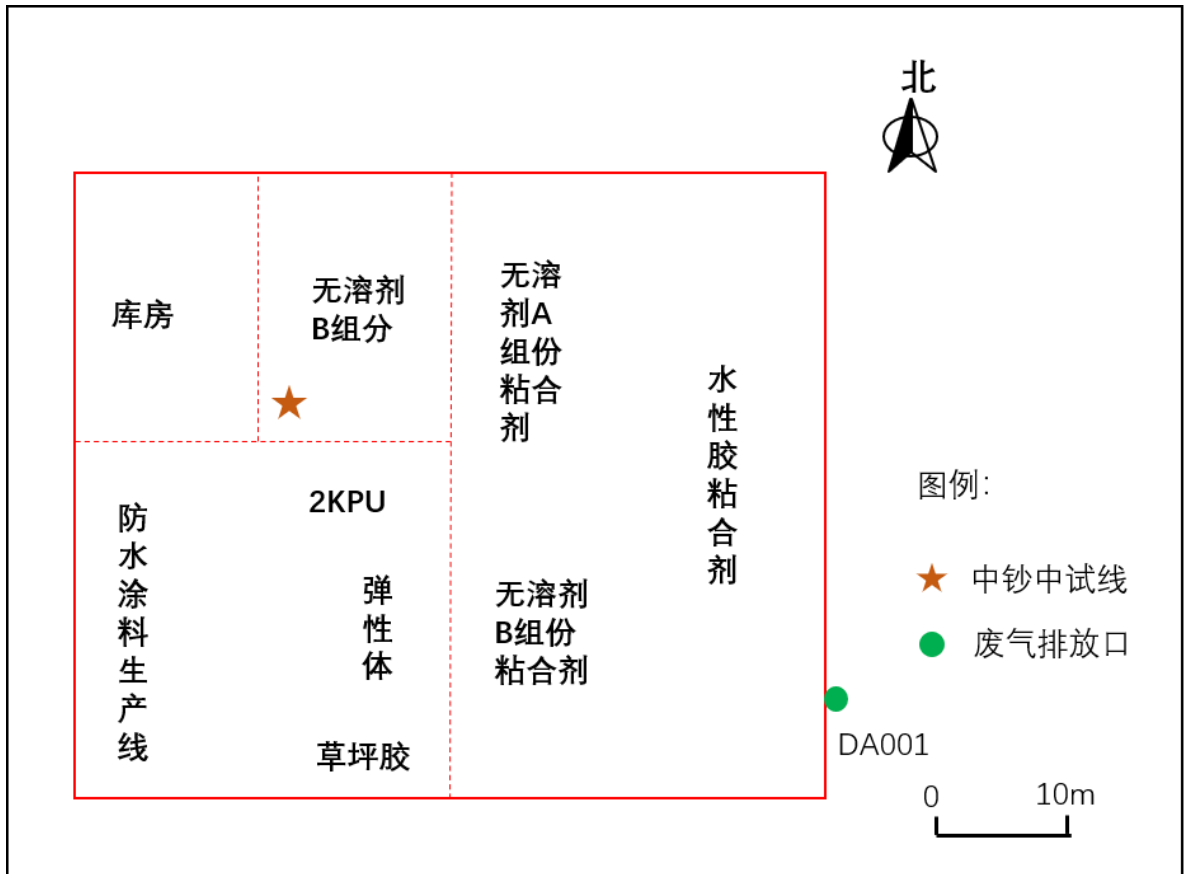 北
库房
无溶剂
B组分
无溶
剂A
组份
粘合
剂
水性胶粘合剂
2KPU
防水涂料生产线
弹性体
无溶剂
B组份
粘合剂
草坪胶
图例：
中钞中试线
废气排放口
DA001
0 10m